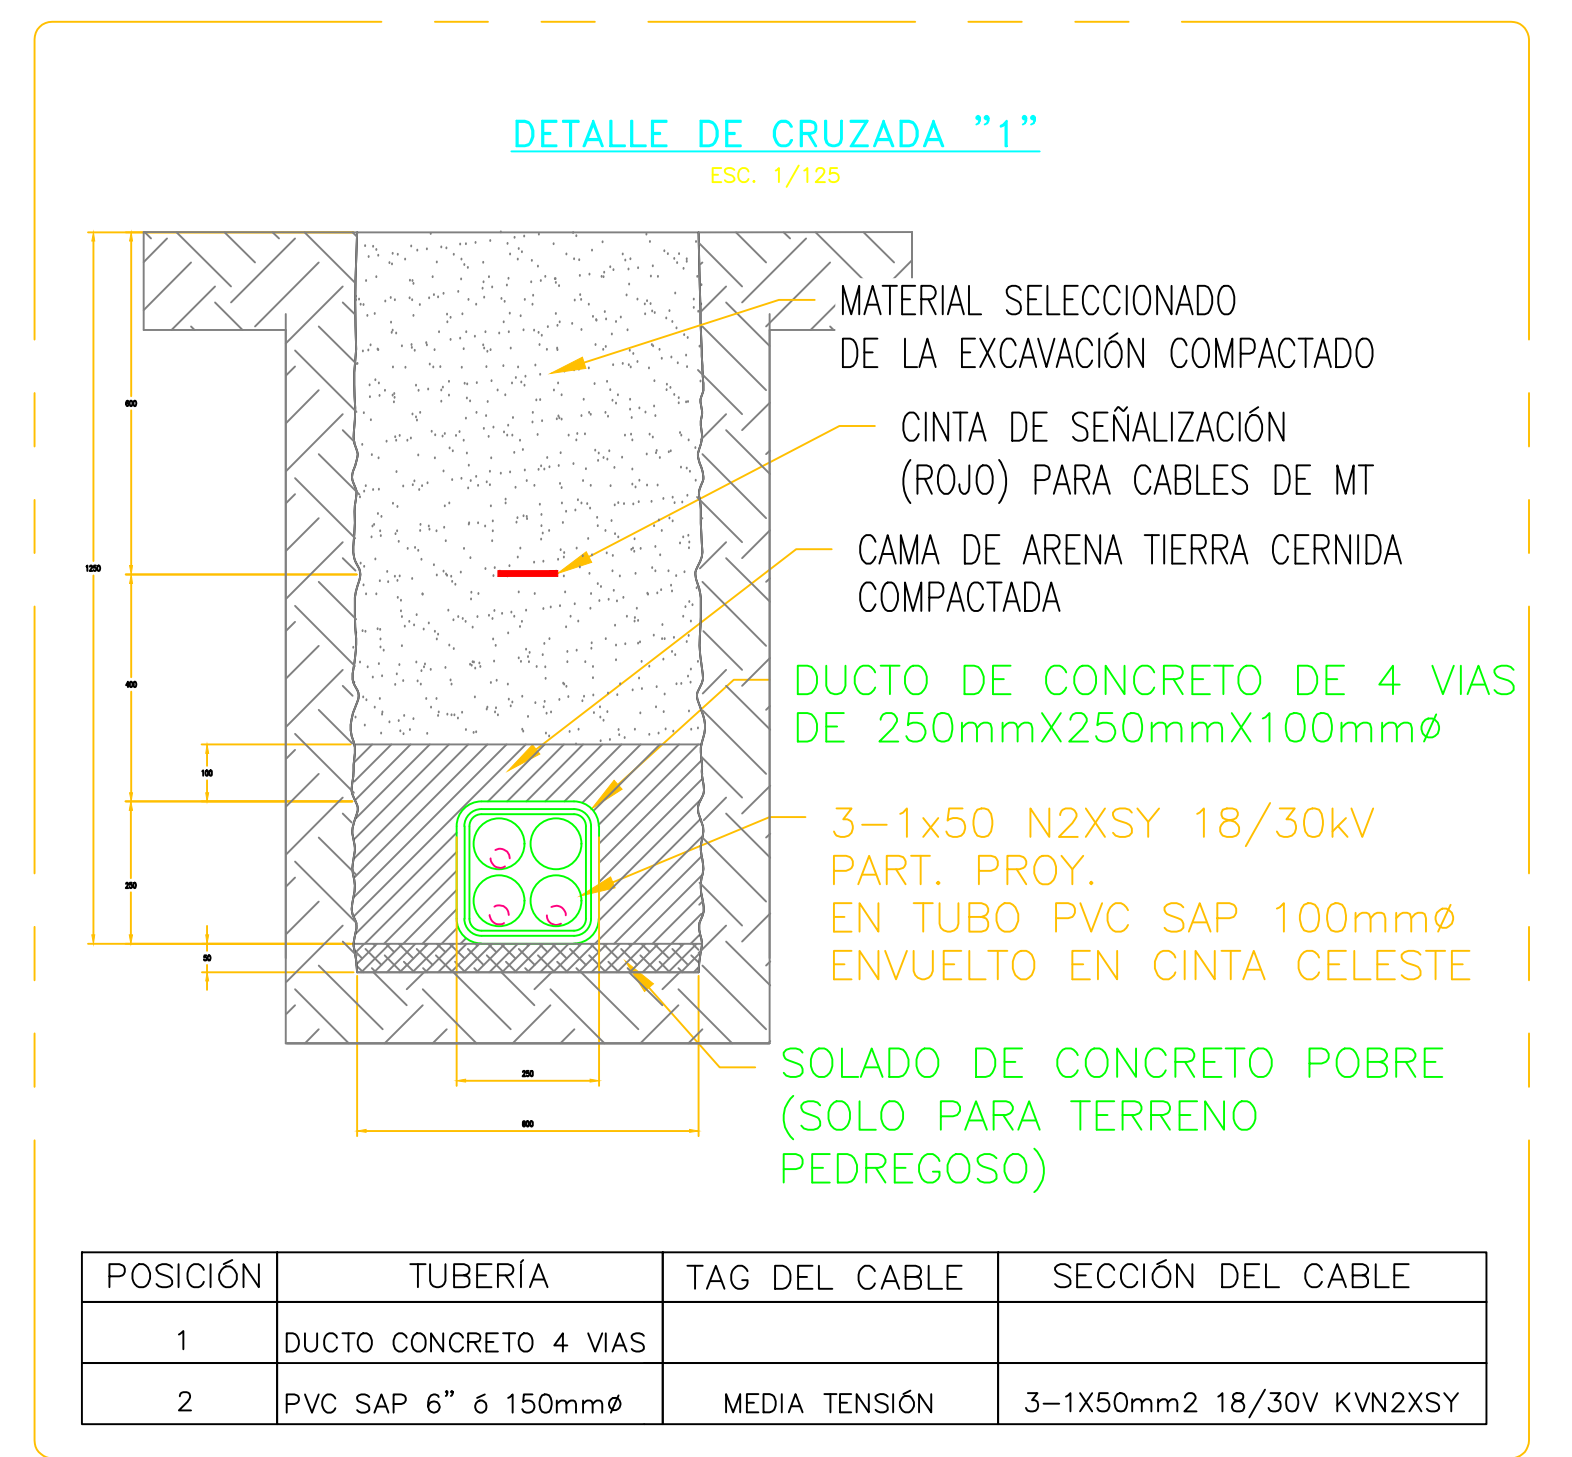 DETALLE DE CRUZADA ”1”
ESC. 1/125
MATERIAL SELECCIONADO
DE LA EXCAVACIÓN COMPACTADO
CINTA DE SEÑALIZACIÓN
(ROJO) PARA CABLES DE MT
CAMA DE ARENA TIERRA CERNIDA
COMPACTADA
DUCTO DE CONCRETO DE 4 VIAS
DE 250mmX250mmX100mmø
3-1x50 N2XSY 18/30kV
PART. PROY.
EN TUBO PVC SAP 100mmø
ENVUELTO EN CINTA CELESTE
SOLADO DE CONCRETO POBRE
(SOLO PARA TERRENO
PEDREGOSO)
600
1250
400
100
250
50
250
600
POSICIÓN TUBERÍA TAG DEL CABLE SECCIÓN DEL CABLE
1 DUCTO CONCRETO 4 VIAS
2 PVC SAP 6” ó 150mmø MEDIA TENSIÓN 3-1X50mm2 18/30V KVN2XSY